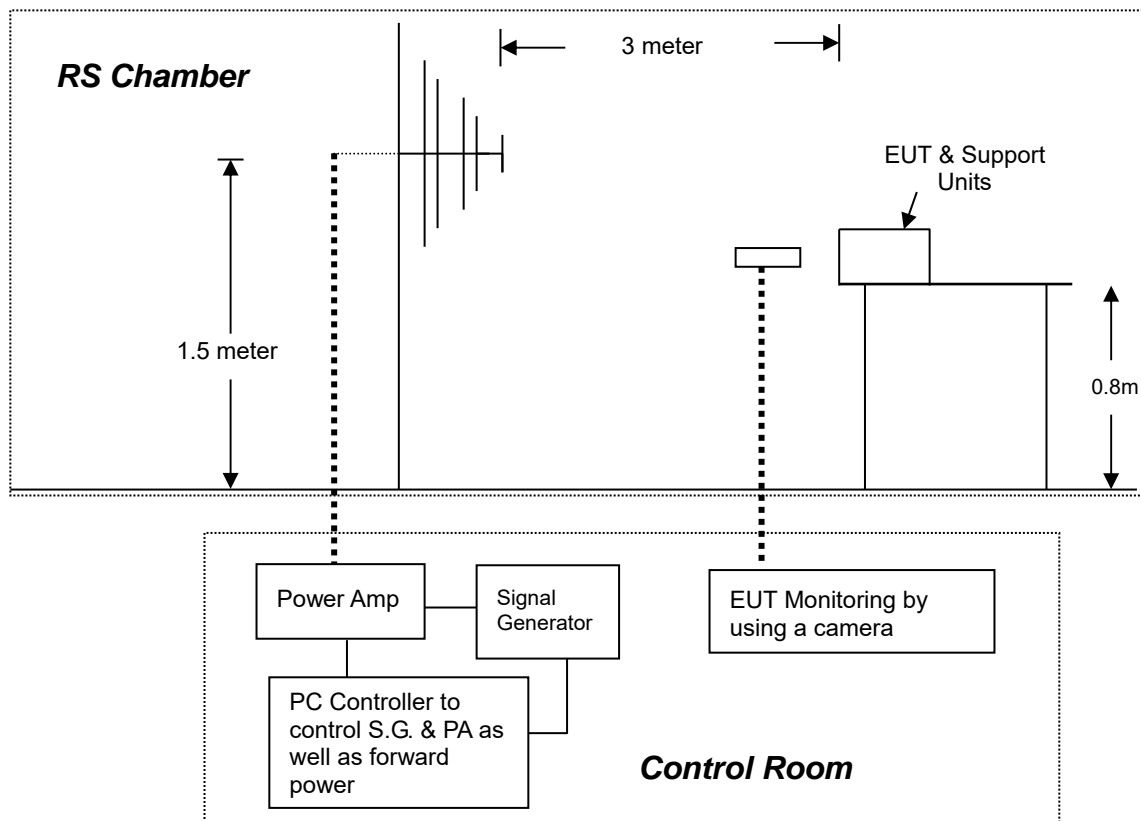 3 meter
RS Chamber
EUT & Support
Units
1.5 meter
0.8m
Power Amp
Signal
Generator
EUT Monitoring by
using a camera
PC Controller to
control S.G. & PA as
well as forward
power
Control Room